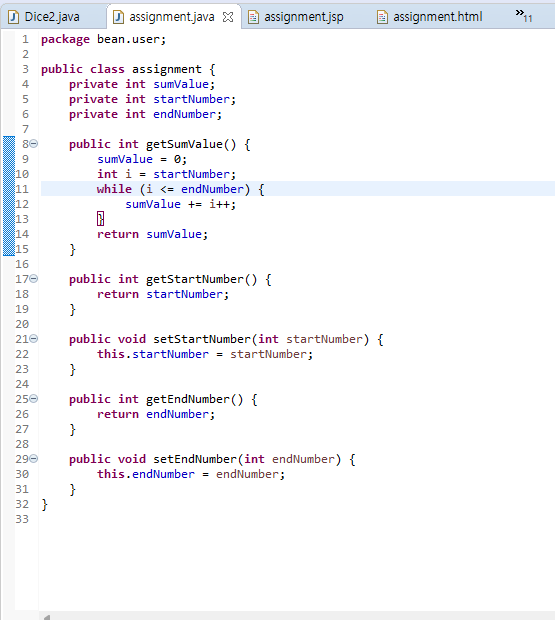 Dice2.java assignment.java assignment.jsp assignment.html »11
1 package bean.user;
2
3 public class assignment {
4 private int sumValue;
5 private int startNumber;
6 private int endNumber;
7
8 public int getSumValue() {
9 sumValue = 0;
10 int i = startNumber;
11 while (i <= endNumber) {
12 sumValue += i++;
13 }
14 return sumValue;
15 }
16
17 public int getStartNumber() {
18 return startNumber;
19 }
20
21 public void setStartNumber(int startNumber) {
22 this.startNumber = startNumber;
23 }
24
25 public int getEndNumber() {
26 return endNumber;
27 }
28
29 public void setEndNumber(int endNumber) {
30 this.endNumber = endNumber;
31 }
32 }
33